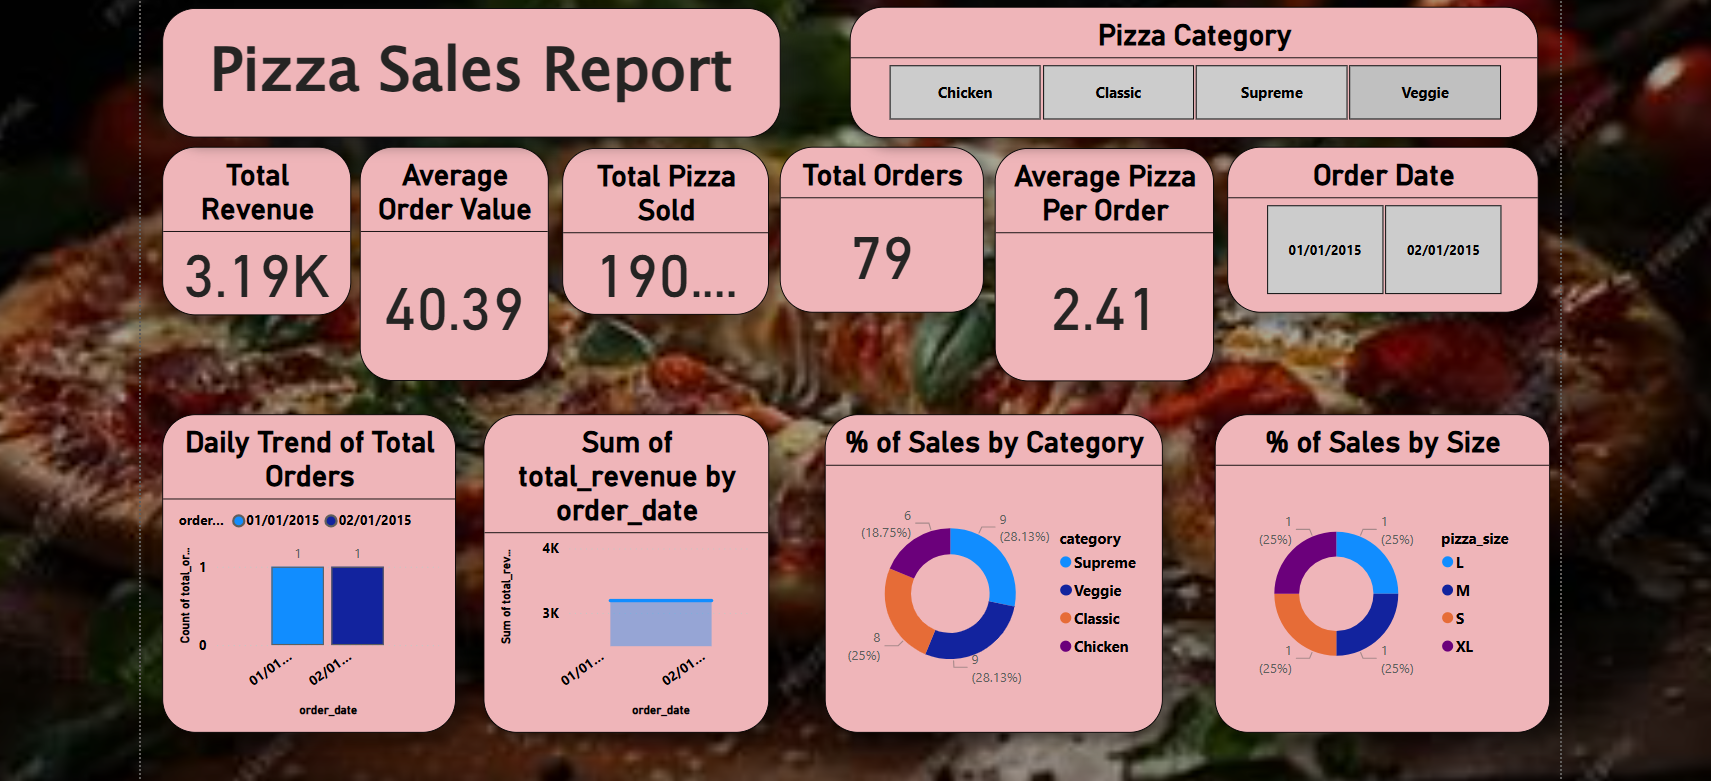 Pizza Sales Report
Pizza Category
Chicken
Classic
Supreme
Veggie
Total
Revenue
3.19K
Average
Order Value
40.39
Total Pizza
Sold
190....
Total Orders
79
Average Pizza
Per Order
2.41
Order Date
01/01/2015
02/01/2015
Daily Trend of Total
Orders
order... 01/01/2015 02/01/2015
Count of total_or...
1
0
1
1
01/01...
02/01...
order_date
Sum of
total_revenue by
order_date
Sum of total_rev...
4K
3K
01/01...
02/01...
order_date
% of Sales by Category
6
(18.75%)
9
(28.13%)
8
(25%)
9
(28.13%)
category
Supreme
Veggie
Classic
Chicken
% of Sales by Size
1
(25%)
1
(25%)
1
(25%)
1
(25%)
pizza_size
L
M
S
XL